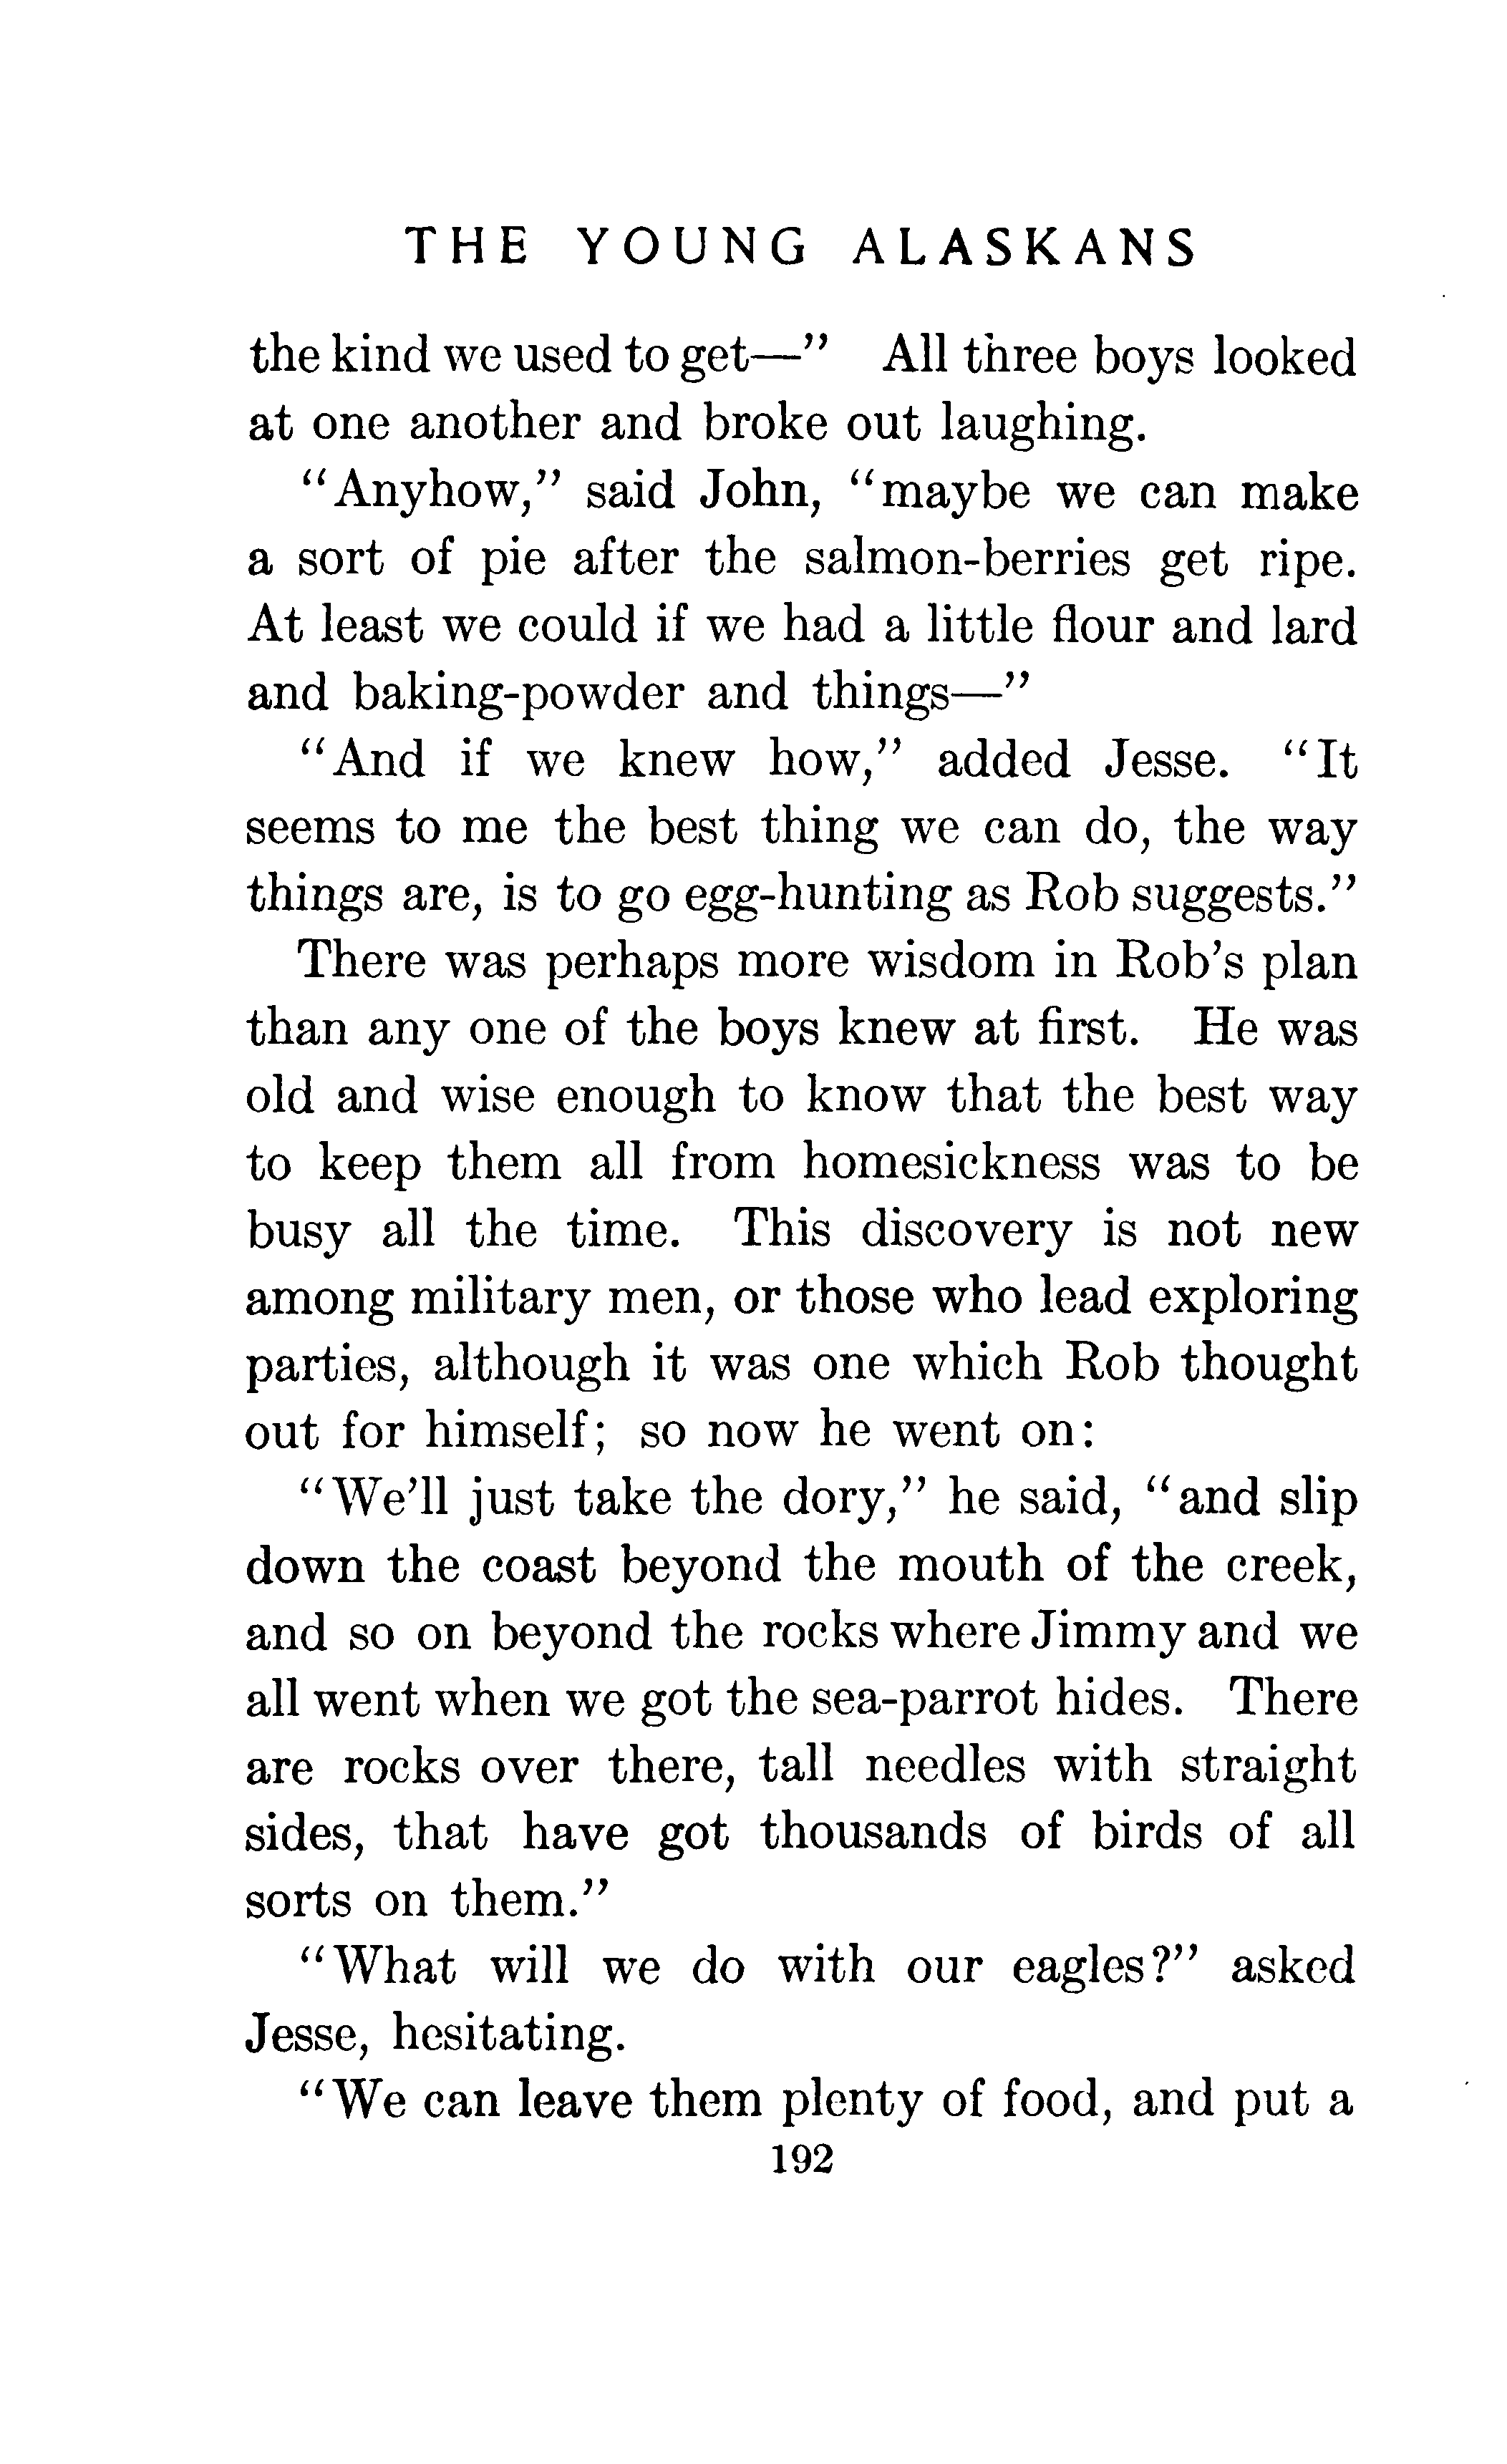 THE YOUNG ALASKANS
the kind we used to get—” All three boys looked
at one another and broke out laughing.
“Anyhow,” said John, “maybe we can make
a sort of pie after the salmon-berries get ripe.
At least we could if we had a little flour and lard
and baking-powder and things—”
“And if we knew how,” added Jesse. “It
seems to me the best thing we can do, the way
things are, is to go egg-hunting as Rob suggests.”
There was perhaps more wisdom in Rob’s plan
than any one of the boys knew at first. He was
old and wise enough to know that the best way
to keep them all from homesickness was to be
busy all the time. This discovery is not new
among military men, or those who lead exploring
parties, although it was one which Rob thought
out for himself; so now he went on:
“We’ll just take the dory,” he said, “and slip
down the coast beyond the mouth of the creek,
and so on beyond the rocks where Jimmy and we
all went when we got the sea-parrot hides. There
are rocks over there, tall needles with straight
sides, that have got thousands of birds of all
sorts on them.”
“What will we do with our eagles?” asked
Jesse, hesitating.
“We can leave them plenty of food, and put a
192